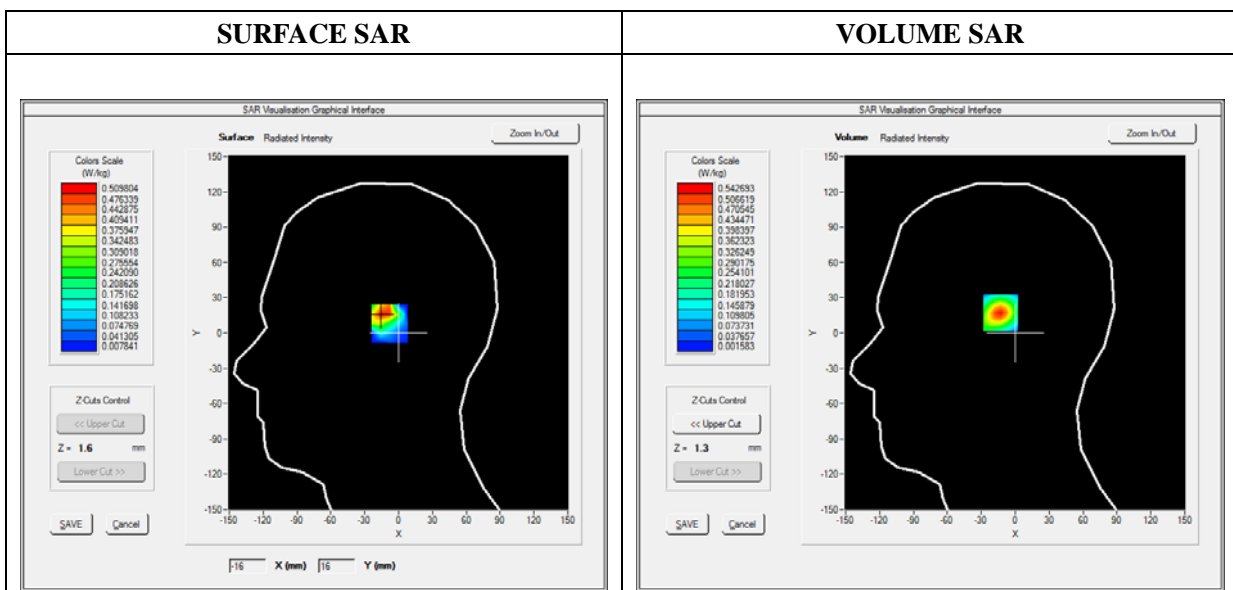 SURFACE SAR
VOLUME SAR
SAR Visualisation Graphical Interface
Surface Radiated Intensity
Zoom In/Out
Colors Scale
(W/kg)
0.509804
0.476339
0.442875
0.409411
0.375947
0.342483
0.309018
0.275554
0.242090
0.208626
0.175162
0.141698
0.108233
0.074769
0.041305
0.007841
150
120
90
60
30
0
-30
-60
-90
-120
-150
Y
-150 -120 -90 -60 -30 0 30 60 90 120 150
X
Z-Cuts Control
<< Upper Cut
Z = 1.6 mm
Lower Cut >>
SAVE Cancel
-16 X (mm) 16 Y (mm)
SAR Visualisation Graphical Interface
Volume Radiated Intensity
Zoom In/Out
Colors Scale
(W/kg)
0.542693
0.506619
0.470545
0.434471
0.398397
0.362323
0.326249
0.290175
0.254101
0.218027
0.181953
0.145879
0.109805
0.073731
0.037657
0.001583
150
120
90
60
30
0
-30
-60
-90
-120
-150
Y
-150 -120 -90 -60 -30 0 30 60 90 120 150
X
Z-Cuts Control
<< Upper Cut
Z = 1.3 mm
Lower Cut >>
SAVE Cancel